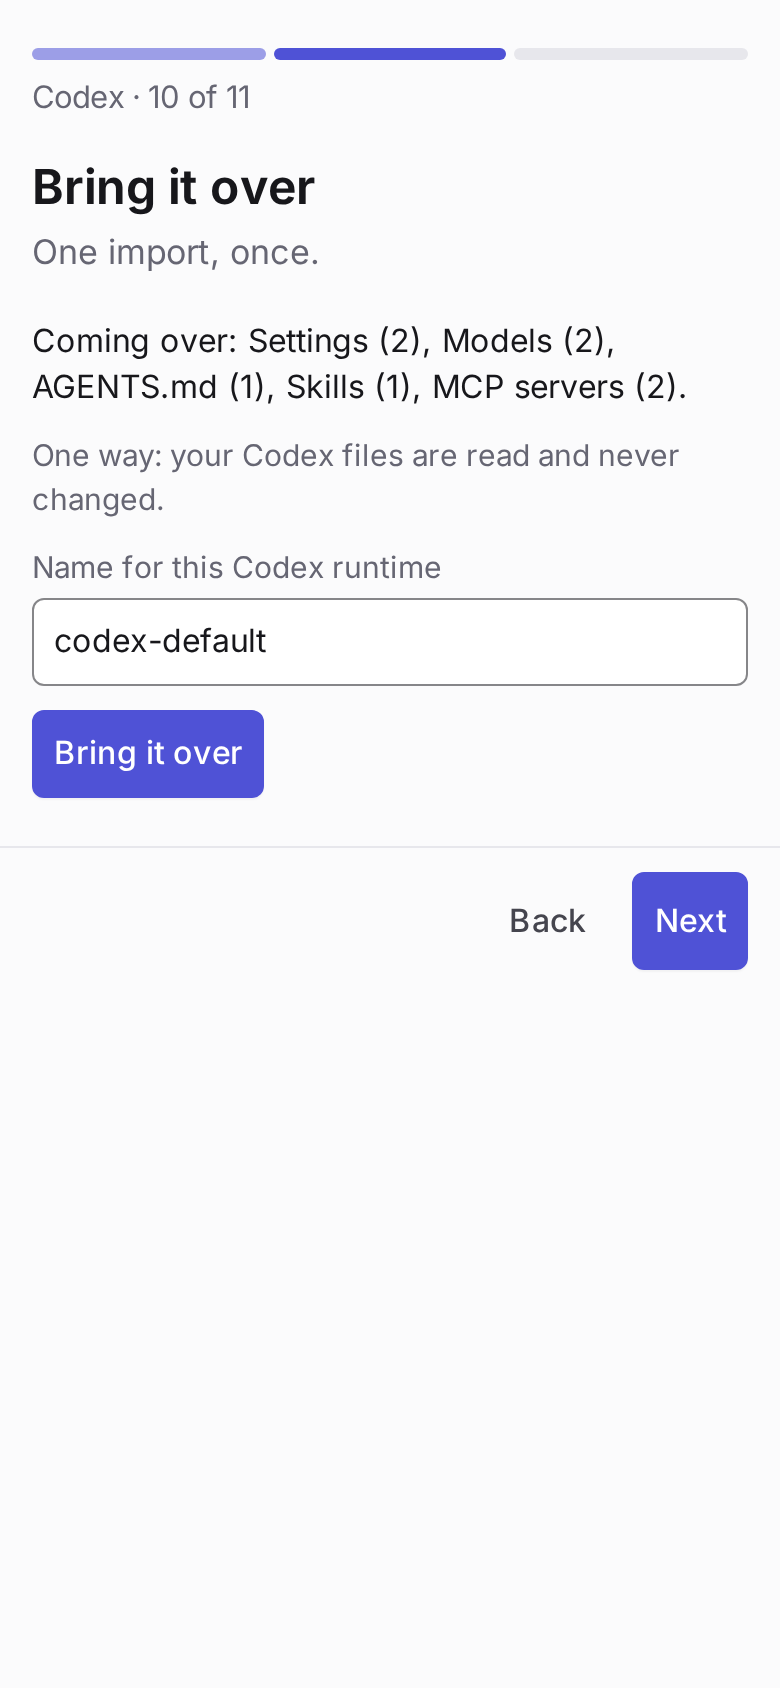 Codex · 10 of 11
Bring it over
One import, once.
Coming over: Settings (2), Models (2),
AGENTS.md (1), Skills (1), MCP servers (2).
One way: your Codex files are read and never
changed.
Name for this Codex runtime
codex-default
Bring it over
Back
Next